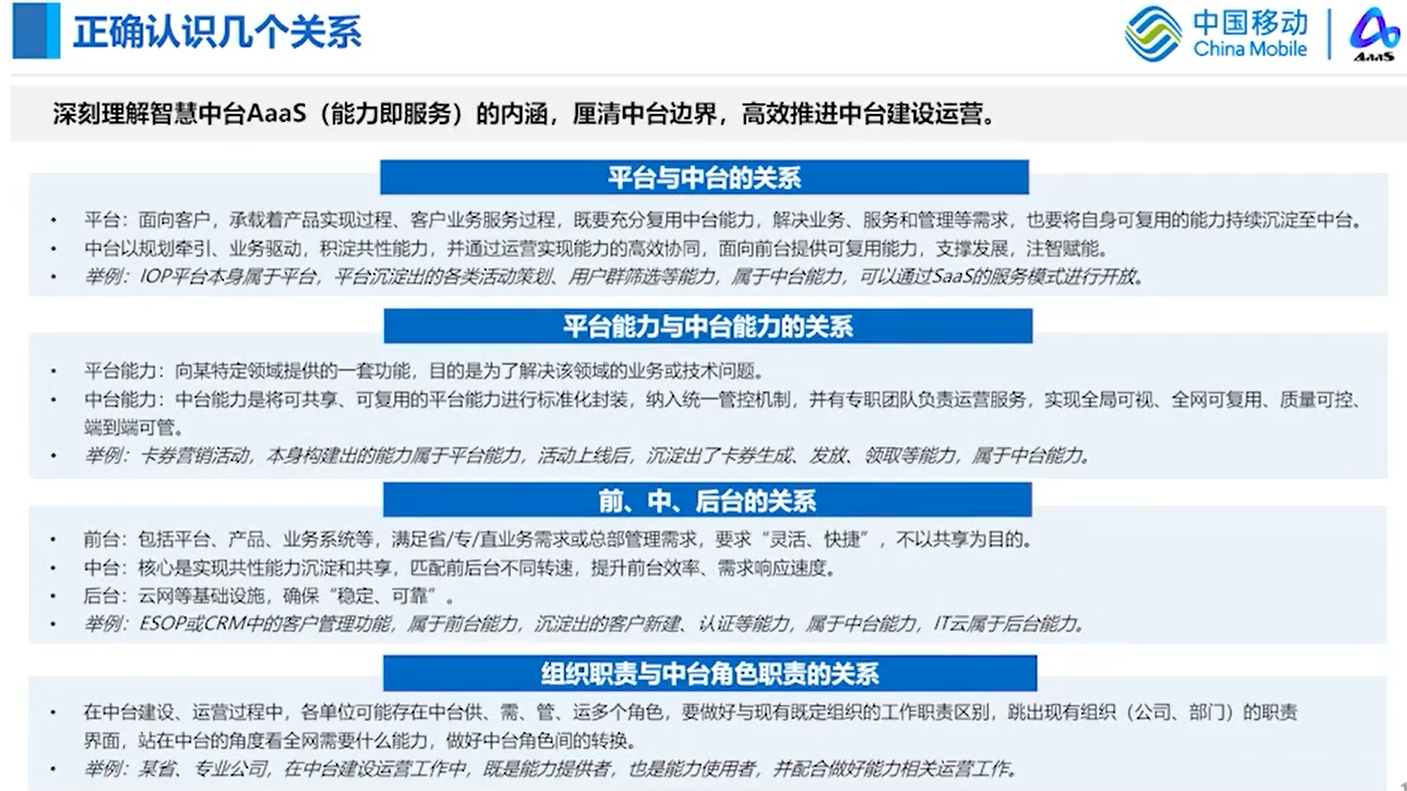 正确认识几个关系
中国移动
China Mobile
AaaS
深刻理解智慧中台AaaS（能力即服务）的内涵，厘清中台边界，高效推进中台建设运营。
平台与中台的关系
• 平台：面向客户，承载着产品实现过程、客户业务服务过程，既要充分复用中台能力，解决业务、服务和管理等需求，也要将自身可复用的能力持续沉淀至中台。
• 中台以规划牵引、业务驱动，积淀共性能力，并通过运营实现能力的高效协同，面向前台提供可复用能力，支撑发展，注智赋能。
• 举例：IOP平台本身属于平台，平台沉淀出的各类活动策划、用户群筛选等能力，属于中台能力，可以通过SaaS的服务模式进行开放。
平台能力与中台能力的关系
• 平台能力：向某特定领域提供的一套功能，目的是为了解决该领域的业务或技术问题。
• 中台能力：中台能力是将可共享、可复用的平台能力进行标准化封装，纳入统一管控机制，并有专职团队负责运营服务，实现全局可视、全网可复用、质量可控、
端到端可管。
• 举例：卡券营销活动，本身构建出的能力属于平台能力，活动上线后，沉淀出了卡券生成、发放、领取等能力，属于中台能力。
前、中、后台的关系
• 前台：包括平台、产品、业务系统等，满足省/专/直业务需求或总部管理需求，要求“灵活、快捷”，不以共享为目的。
• 中台：核心是实现共性能力沉淀和共享，匹配前后台不同转速，提升前台效率、需求响应速度。
• 后台：云网等基础设施，确保“稳定、可靠”。
• 举例：ESOP或CRM中的客户管理功能，属于前台能力，沉淀出的客户新建、认证等能力，属于中台能力，IT云属于后台能力。
组织职责与中台角色职责的关系
• 在中台建设、运营过程中，各单位可能存在中台供、需、管、运多个角色，要做好与现有既定组织的工作职责区别，跳出现有组织（公司、部门）的职责
界面，站在中台的角度看全网需要什么能力，做好中台角色间的转换。
• 举例：某省、专业公司，在中台建设运营工作中，既是能力提供者，也是能力使用者，并配合做好能力相关运营工作。